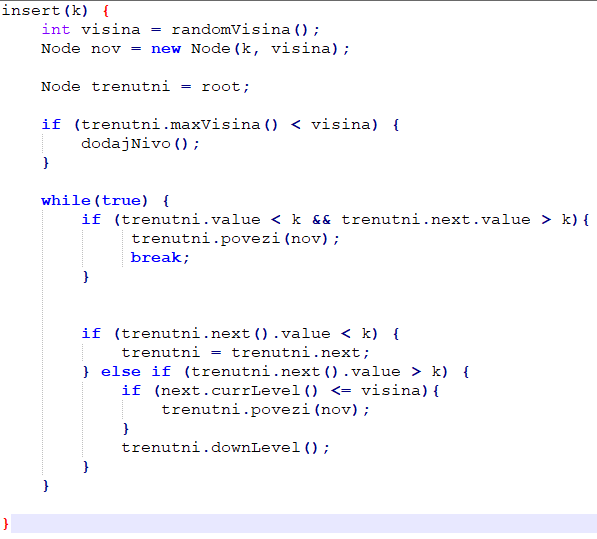 insert(k) {
int visina = randomVisina();
Node nov = new Node(k, visina);
Node trenutni = root;
if (trenutni.maxVisina() < visina) {
dodajNivo();
}
while(true) {
if (trenutni.value < k && trenutni.next.value > k){
trenutni.povezi(nov);
break;
}
if (trenutni.next().value < k) {
trenutni = trenutni.next;
} else if (trenutni.next().value > k) {
if (next.currLevel() <= visina){
trenutni.povezi(nov);
}
trenutni.downLevel();
}
}
}